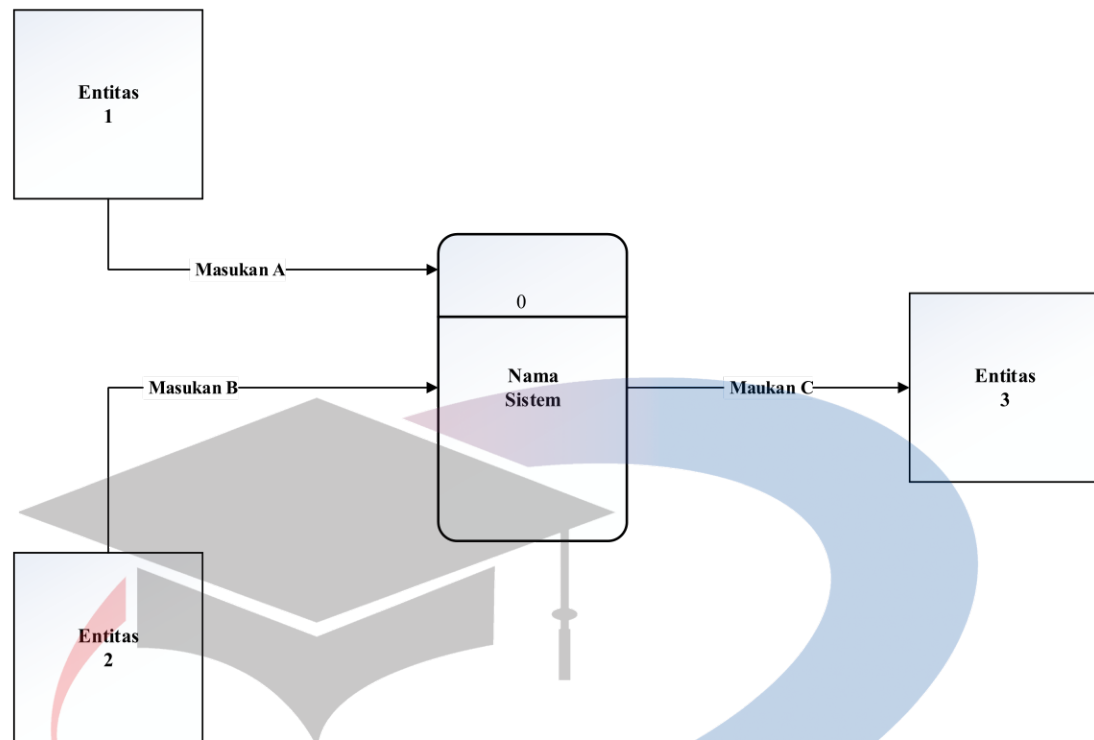 Entitas
1
Masukan A
0
Masukan B
Nama
Sistem
Maukan C
Entitas
3
Entitas
2